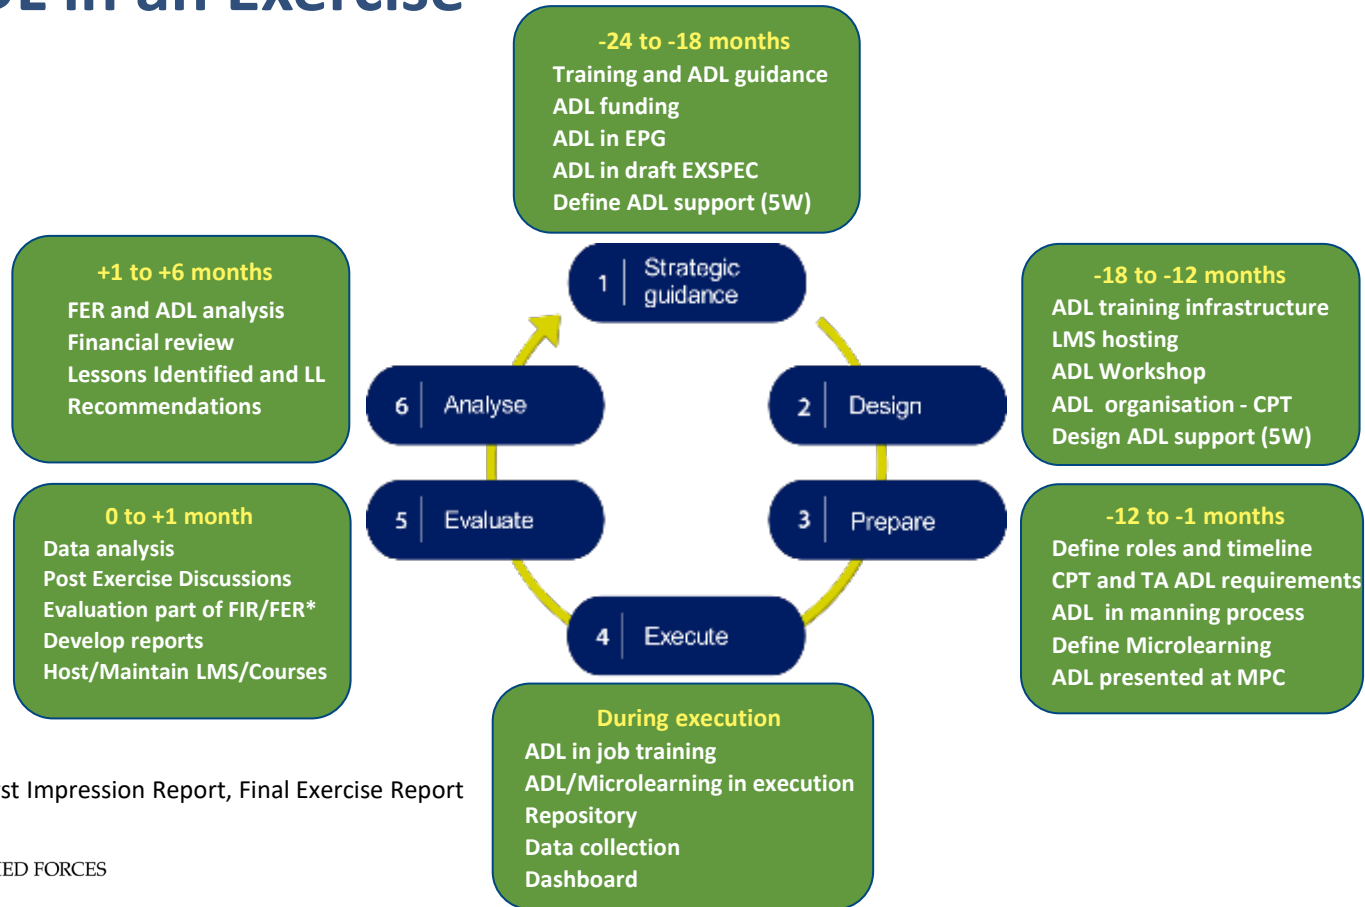 in an Exercise
-24 to -18 months
Training and ADL guidance
ADL funding
ADL in EPG
ADL in draft EXSPEC
Define ADL support (5W)
1 Strategic guidance
-18 to -12 months
ADL training infrastructure
LMS hosting
ADL Workshop
ADL organisation - CPT
Design ADL support (5W)
2 Design
-12 to -1 months
Define roles and timeline
CPT and TA ADL requirements
ADL in manning process
Define Microlearning
ADL presented at MPC
3 Prepare
4 Execute
During execution
ADL in job training
ADL/Microlearning in execution
Repository
Data collection
Dashboard
5 Evaluate
0 to +1 month
Data analysis
Post Exercise Discussions
Evaluation part of FIR/FER*
Develop reports
Host/Maintain LMS/Courses
6 Analyse
+1 to +6 months
FER and ADL analysis
Financial review
Lessons Identified and LL
Recommendations
Impression Report, Final Exercise Report
FORCES